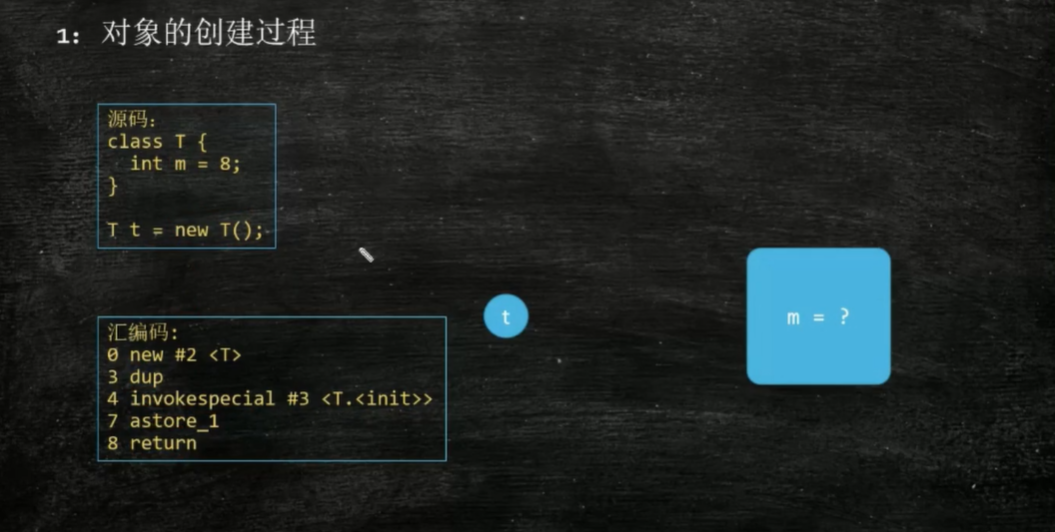 1: 对象的创建过程
源码:
class T {
  int m = 8;
}
T t = new T();
汇编码:
0 new #2 <T>
3 dup
4 invokespecial #3 <T.<init>>
7 astore_1
8 return
t
m = ?